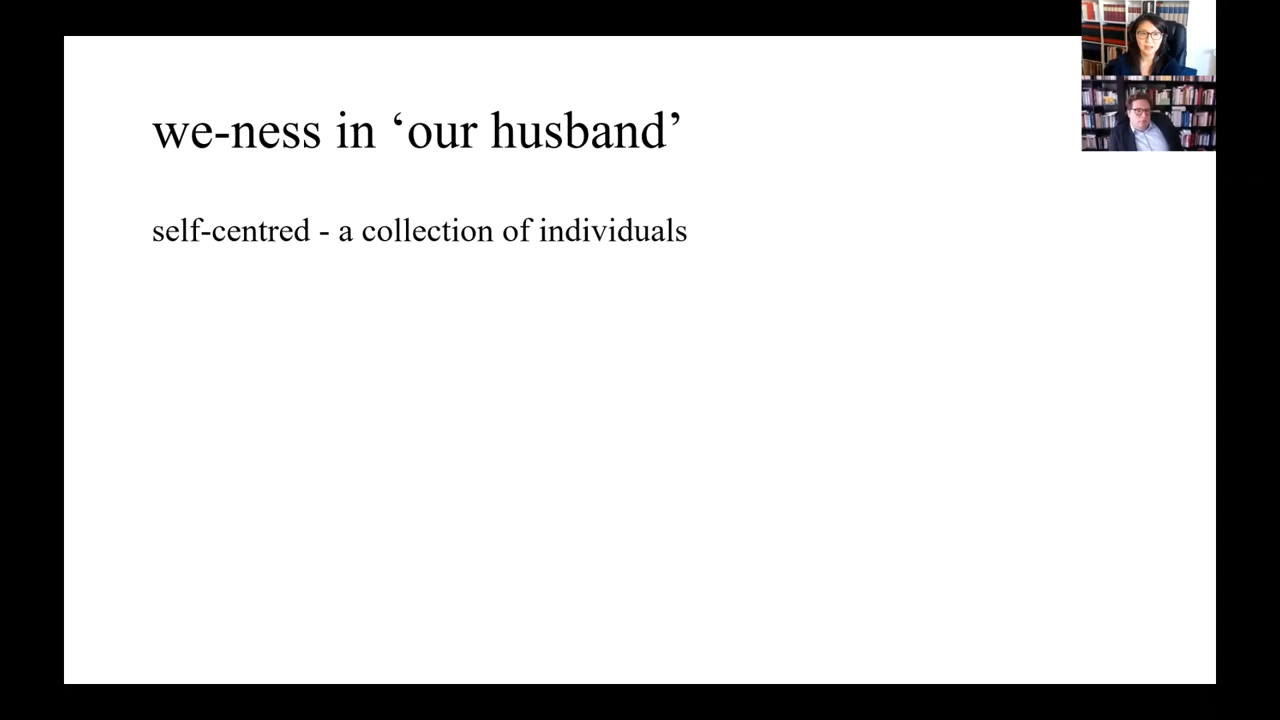 we-ness in ‘our husband’
self-centred - a collection of individuals